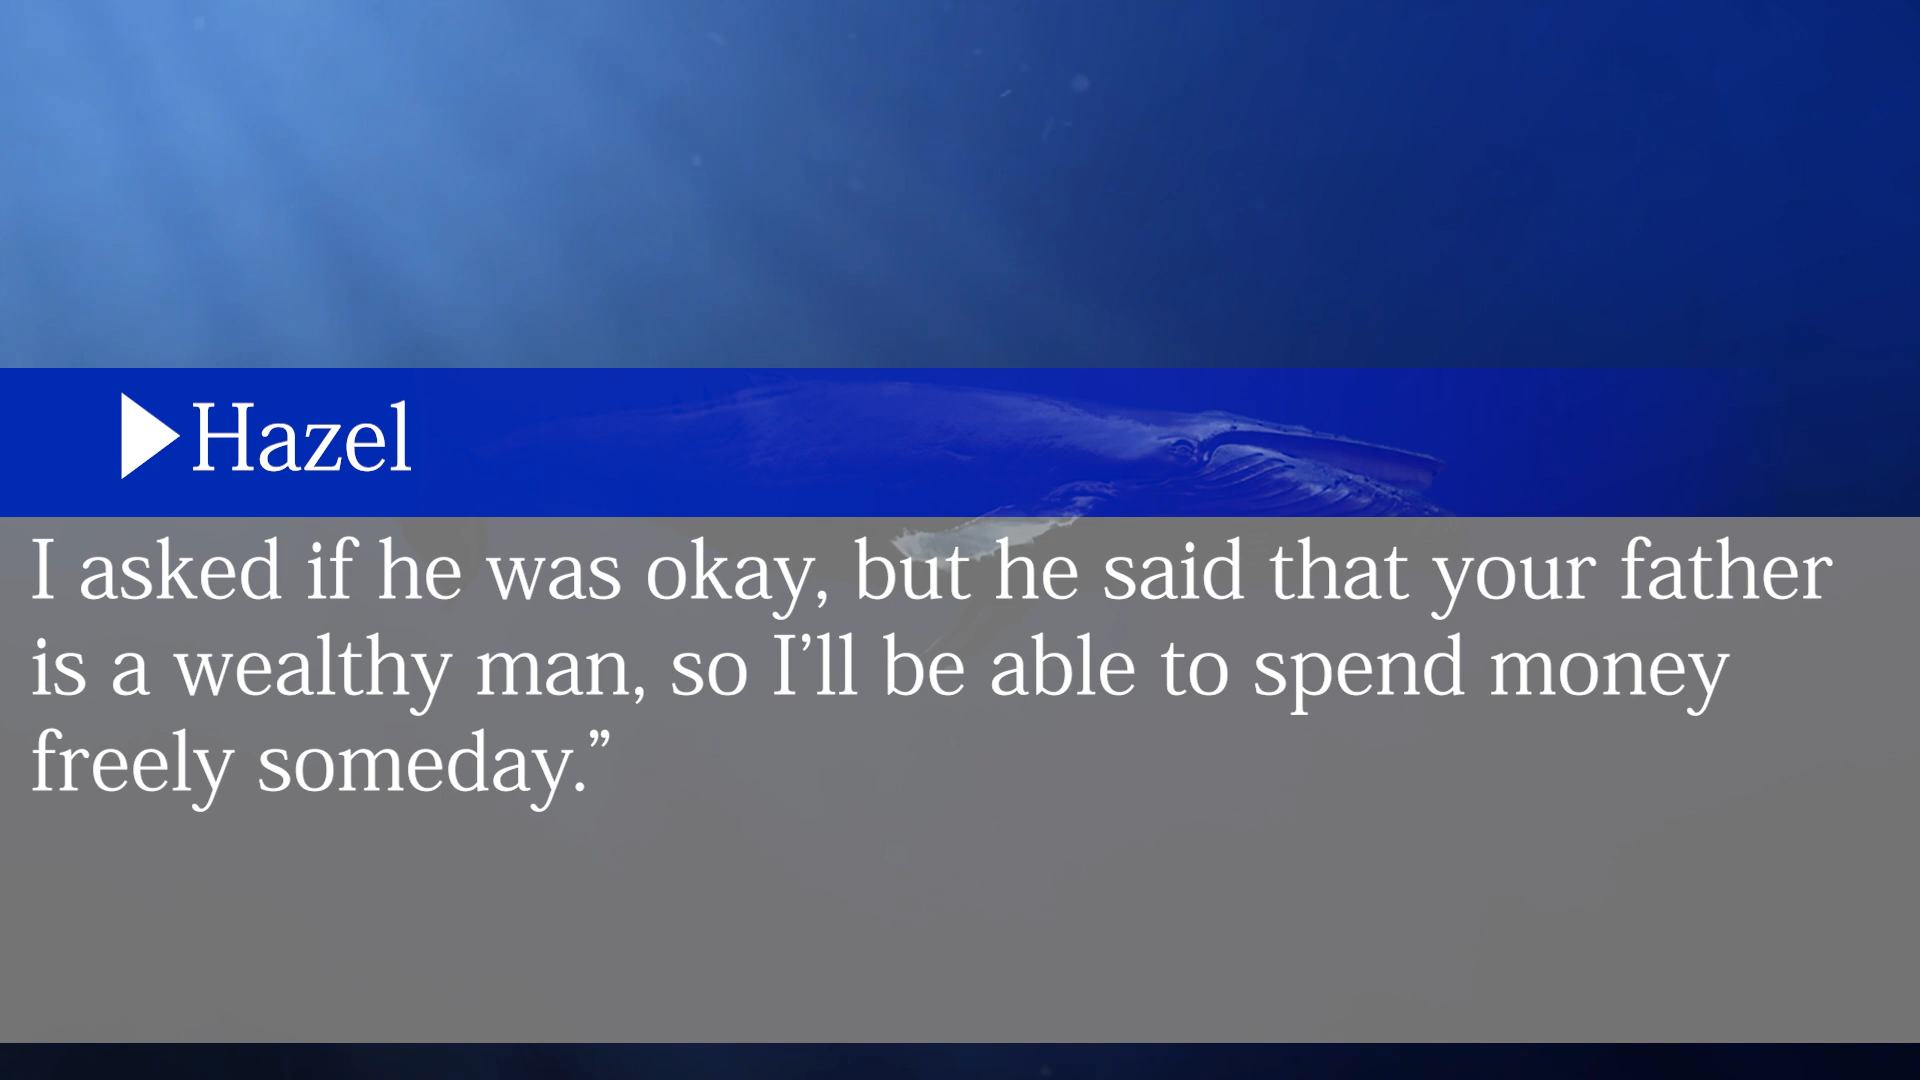 Hazel
I asked if he was okay, but he said that your father
is a wealthy man, so I’ll be able to spend money
freely someday.”